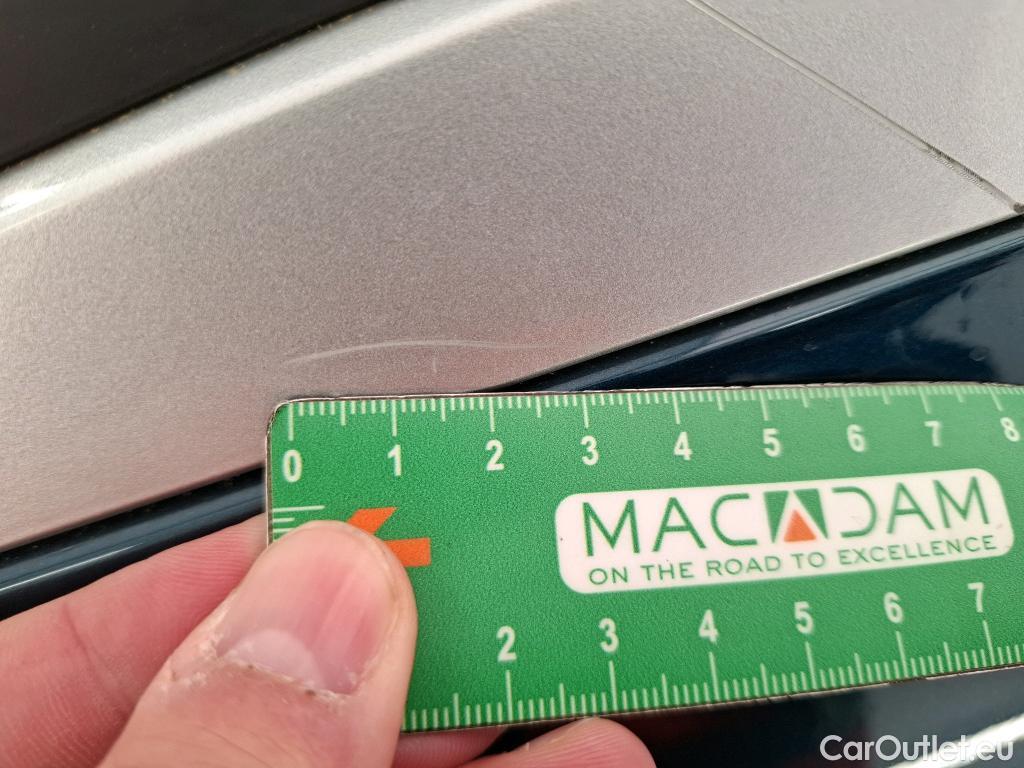 0 1 2 3 4 5 6 7 8
MACADAM
ON THE ROAD TO EXCELLENCE
2 3 4 5 6 7
CarOutlet.eu